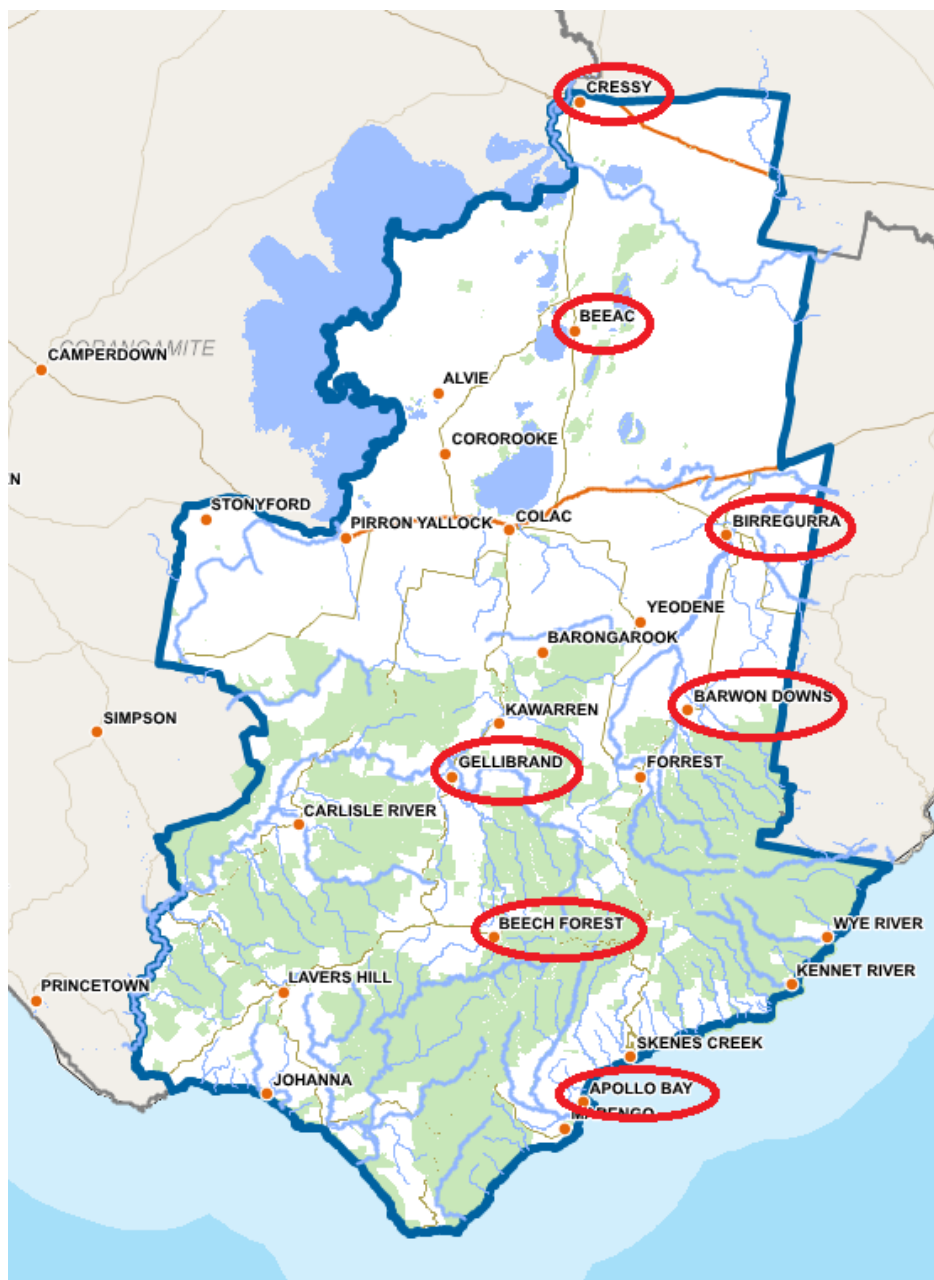 CRESSY
BEEAC
CORANGAMITE
CAMPERDOWN
ALVIE
COROROOKE
STONYFORD
PIRRON YALLOCK
COLAC
BIRREGURRA
YEODENE
BARONGAROOK
BARWON DOWNS
SIMPSON
KAWARREN
GELLIBRAND
FORREST
CARLISLE RIVER
BEECH FOREST
WYE RIVER
LAVERS HILL
KENNET RIVER
PRINCETOWN
SKENES CREEK
JOHANNA
APOLLO BAY
MARENGO